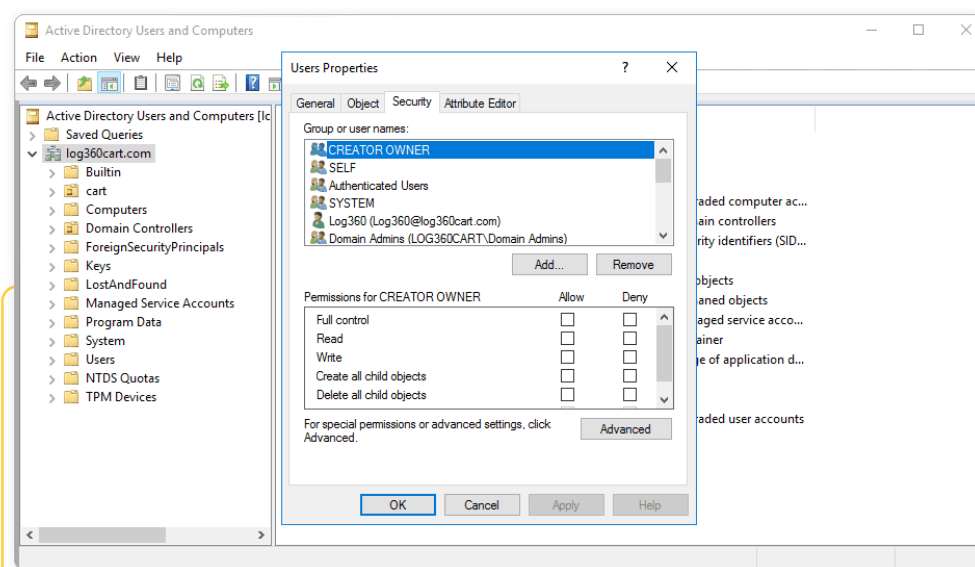 Active Directory Users and Computers
File Action View Help
Active Directory Users and Computers [lc
Saved Queries
log360cart.com
Builtin
cart
Computers
Domain Controllers
ForeignSecurityPrincipals
Keys
LostAndFound
Managed Service Accounts
Program Data
System
Users
NTDS Quotas
TPM Devices
Users Properties
? X
General Object Security Attribute Editor
Group or user names:
CREATOR OWNER
SELF
Authenticated Users
SYSTEM
Log360 (Log360@log360cart.com)
Domain Admins (LOG360CART\Domain Admins)
Add... Remove
Permissions for CREATOR OWNER Allow Deny
Full control
Read
Write
Create all child objects
Delete all child objects
For special permissions or advanced settings, click
Advanced.
Advanced
OK Cancel Apply Help
raded computer ac...
ain controllers
rity identifiers (SID...
bjects
aned objects
aged service acco...
ainer
e of application d...
raded user accounts